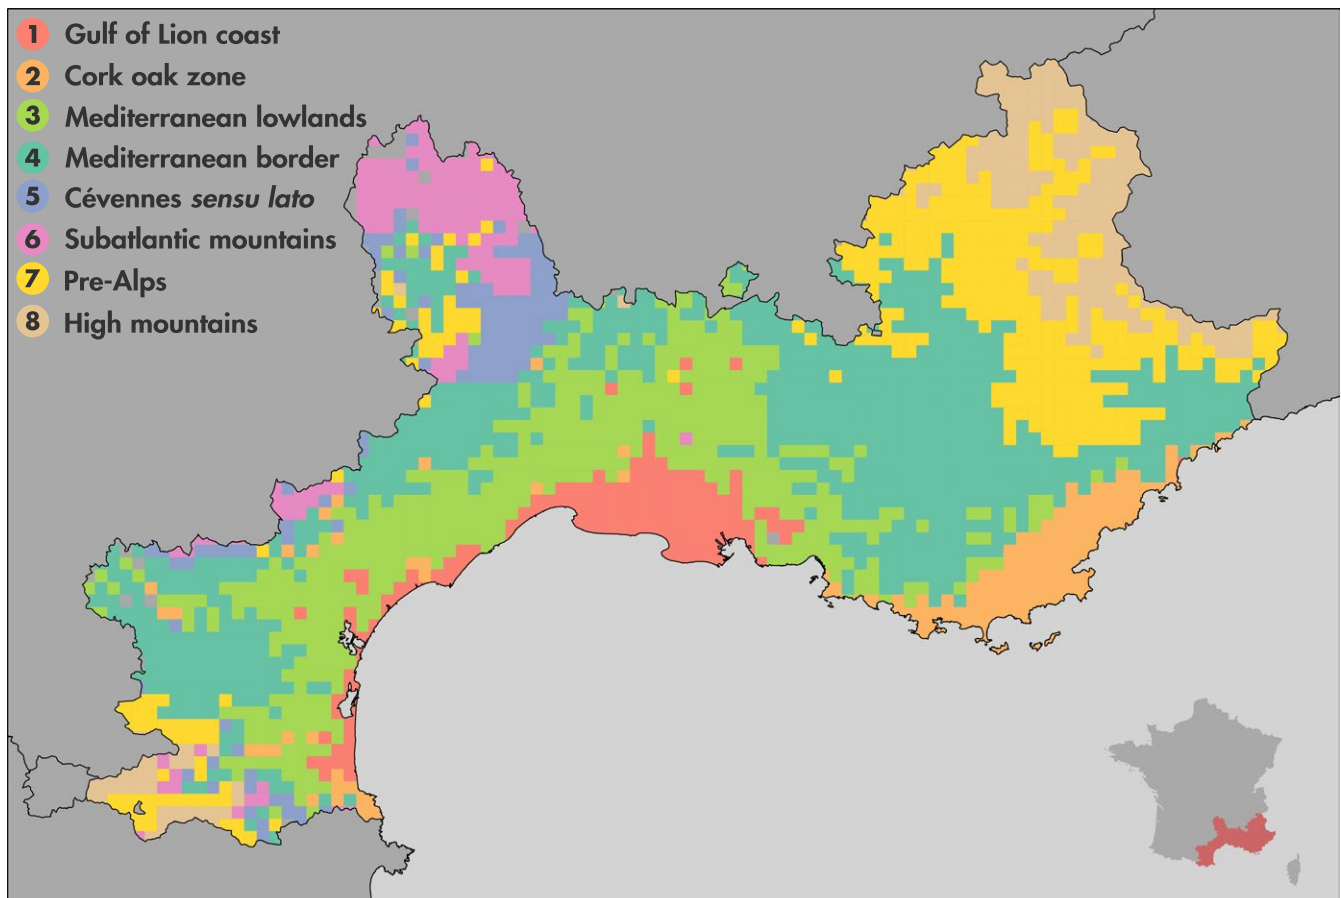 1 Gulf of Lion coast
2 Cork oak zone
3 Mediterranean lowlands
4 Mediterranean border
5 Cévennes sensu lato
6 Subatlantic mountains
7 Pre-Alps
8 High mountains